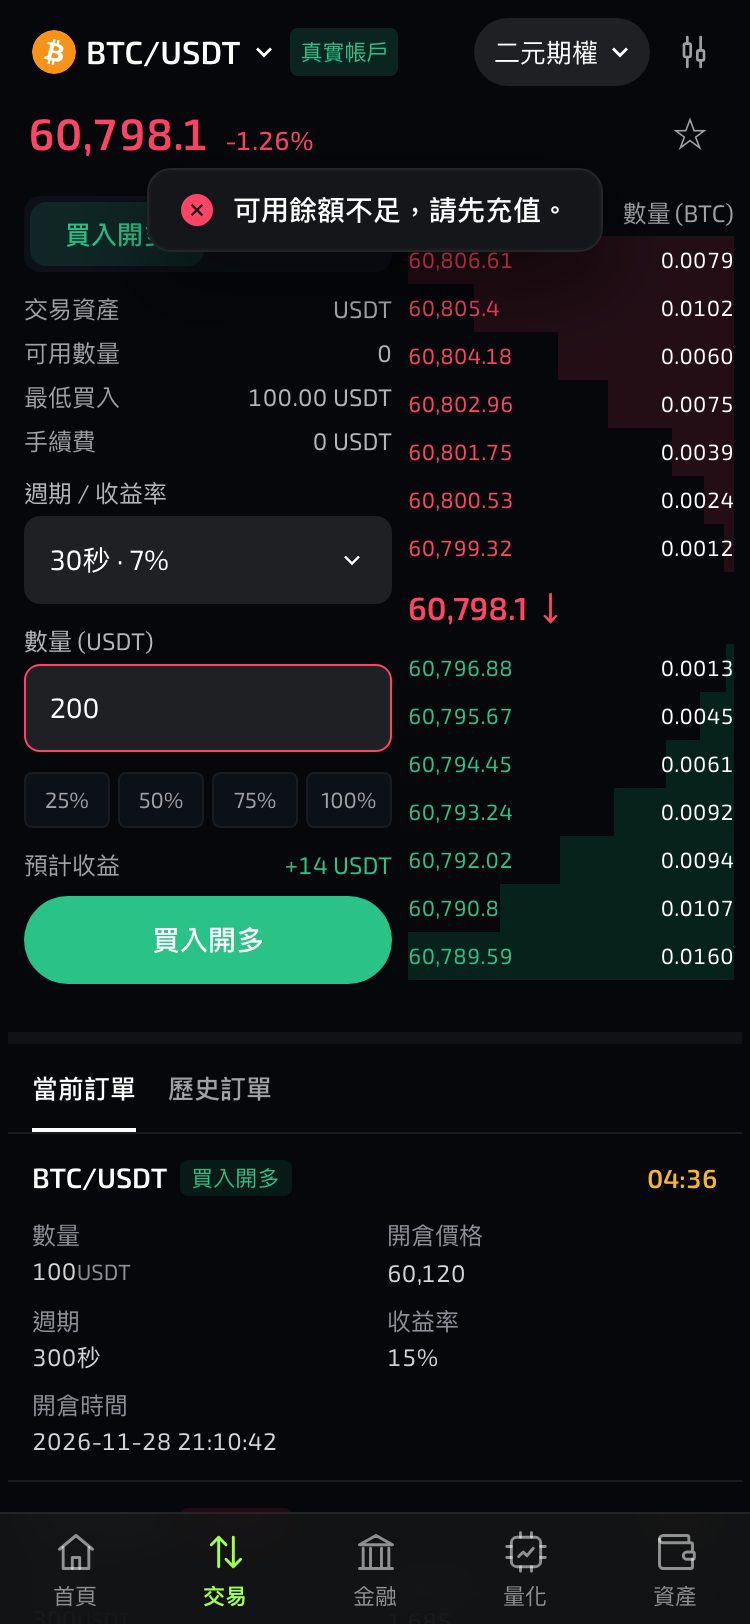 BTC/USDT 真實帳戶 二元期權
60,798.1 -1.26%
可用餘額不足，請先充值。
買入開多
數量(BTC)
交易資產 USDT
可用數量 0
最低買入 100.00 USDT
手續費 0 USDT
週期 / 收益率
30秒 · 7%
數量 (USDT)
200
25% 50% 75% 100%
預計收益 +14 USDT
買入開多
60,806.61 0.0079
60,805.4 0.0102
60,804.18 0.0060
60,802.96 0.0075
60,801.75 0.0039
60,800.53 0.0024
60,799.32 0.0012
60,798.1
60,796.88 0.0013
60,795.67 0.0045
60,794.45 0.0061
60,793.24 0.0092
60,792.02 0.0094
60,790.8 0.0107
60,789.59 0.0160
當前訂單 歷史訂單
BTC/USDT 買入開多 04:36
數量 開倉價格
100USDT 60,120
週期 收益率
300秒 15%
開倉時間
2026-11-28 21:10:42
首頁 交易 金融 量化 資產